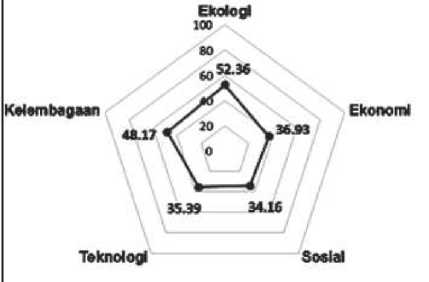 Ekologi
100
80
52.36
60
40
20
0
Kelembagaan
Ekonomi
48.17
36.93
35.39
34.16
Teknologi
Sosial